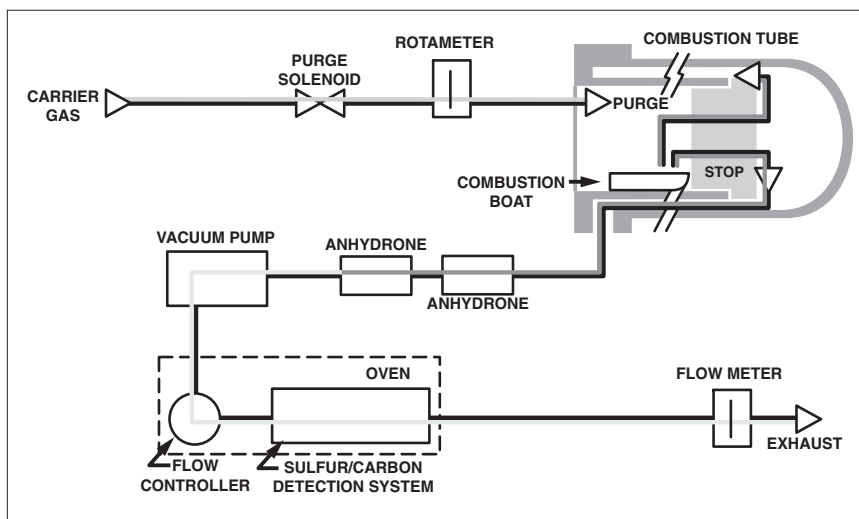 ROTAMETER
COMBUSTION TUBE
PURGE
SOLENOID
CARRIER
GAS
PURGE
STOP
COMBUSTION
BOAT
VACUUM PUMP
ANHYDRONE
ANHYDRONE
OVEN
FLOW METER
EXHAUST
FLOW
CONTROLLER
SULFUR/CARBON
DETECTION SYSTEM